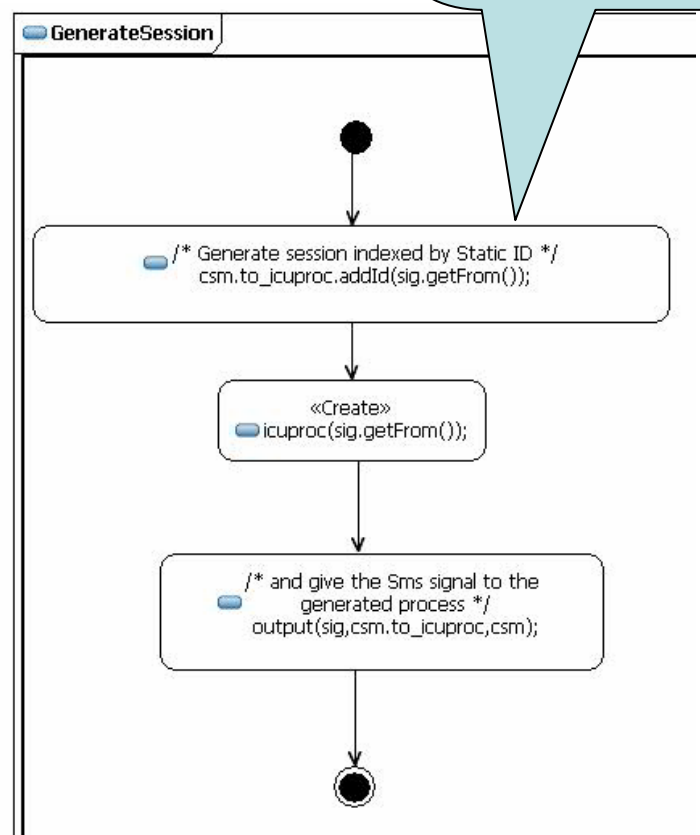 GenerateSession
/* Generate session indexed by Static ID */
csm.to_icuproc.addId(sig.getFrom());
«Create»
icuproc(sig.getFrom());
/* and give the Sms signal to the
generated process */
output(sig,csm.to_icuproc,csm);